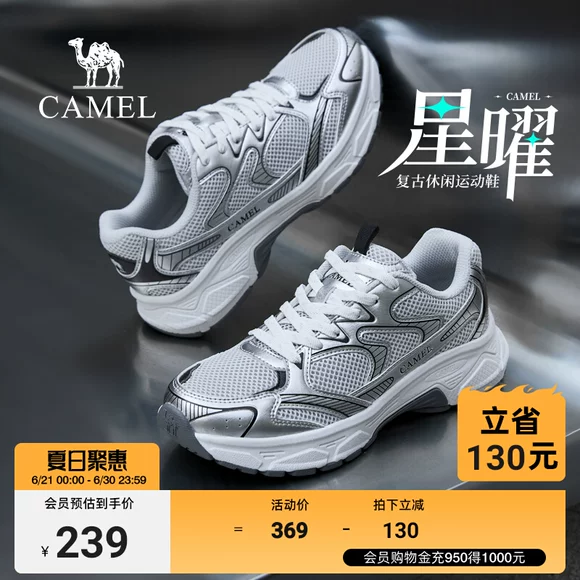 CAMEL
CAMEL
星曜
复古休闲运动鞋
CAMEL
CAMEL
CAMEL
立省
130元
夏日聚惠
6/21 00:00 - 6/30 23:59
会员预估到手价
¥ 239
=
活动价
369
-
拍下立减
130
会员购物金充950得1000元